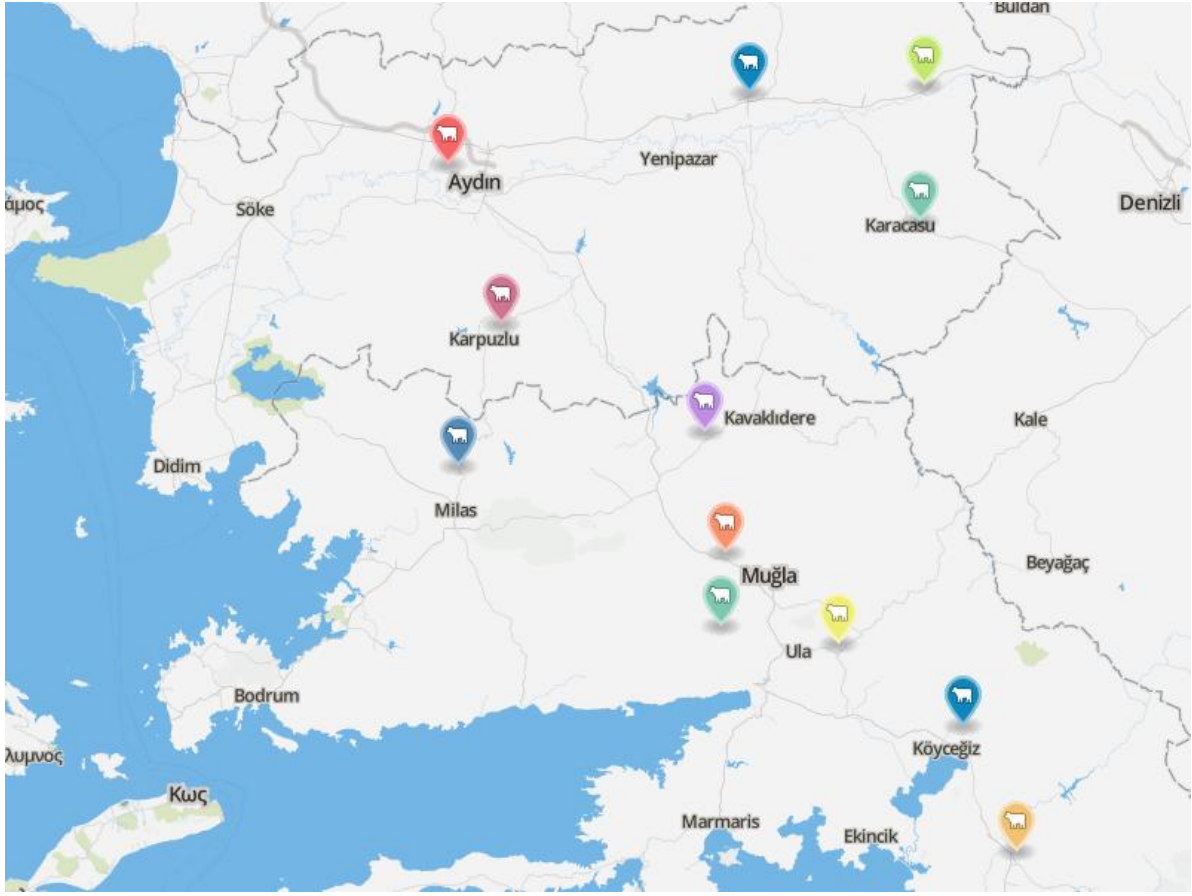 Buldan
Yenipazar
Aydın
Denizli
άμος
Söke
Karacasu
Karpuzlu
Kavaklıdere
Kale
Didim
Milas
Beyağaç
Muğla
Ula
Bodrum
Köyceğiz
λυμνος
Κως
Marmaris
Ekincik